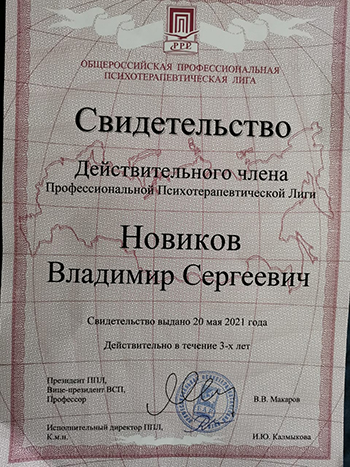 РРР
ОБЩЕРОССИЙСКАЯ ПРОФЕССИОНАЛЬНАЯ
ПСИХОТЕРАПЕВТИЧЕСКАЯ ЛИГА
Свидетельство
Действительного члена
Профессиональной Психотерапевтической Лиги
Новиков
Владимир Сергеевич
Свидетельство выдано 20 мая 2021 года
Действительно в течение 3-х лет
Президент ППЛ,
Вице-президент ВСП,
Профессор В.В. Макаров
Исполнительный директор ППЛ,
К.м.н. И.Ю. Калмыкова